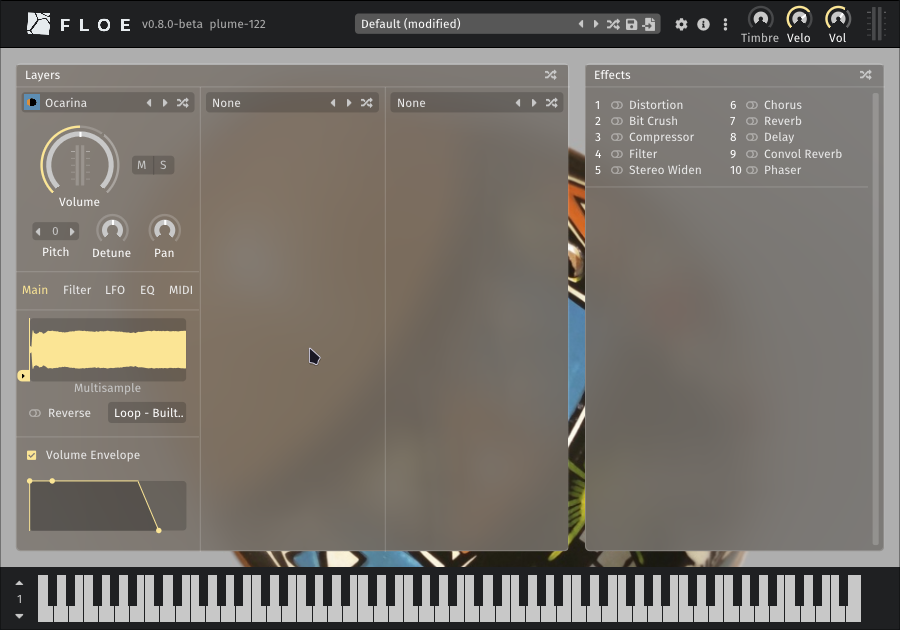 FLOE v0.8.0-beta plume-122 Default (modified) Timbre Velo Vol
Layers Effects
Ocarina None None
1 Distortion 6 Chorus
2 Bit Crush 7 Reverb
3 Compressor 8 Delay
4 Filter 9 Convol Reverb
5 Stereo Widen 10 Phaser
M S
Volume
0
Pitch Detune Pan
Main Filter LFO EQ MIDI
Multisample
Reverse Loop - Built..
Volume Envelope
1